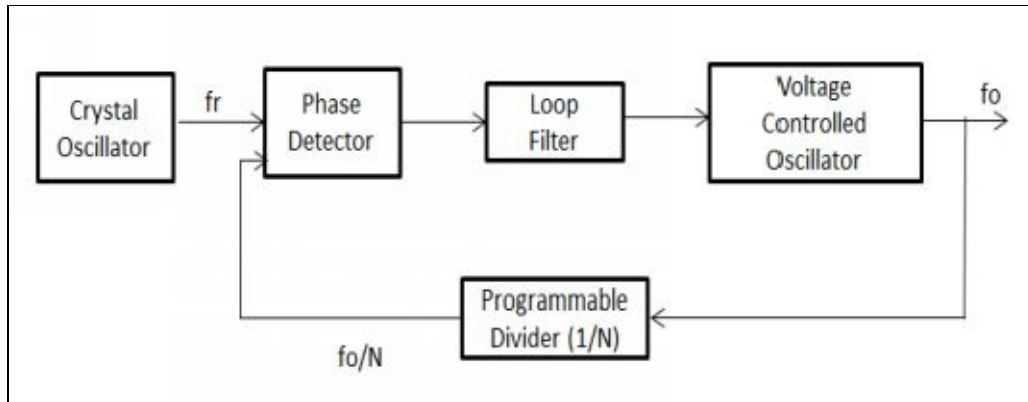 Crystal
Oscillator
fr
Phase
Detector
Loop
Filter
Voltage
Controlled
Oscillator
fo
Programmable
Divider (1/N)
fo/N